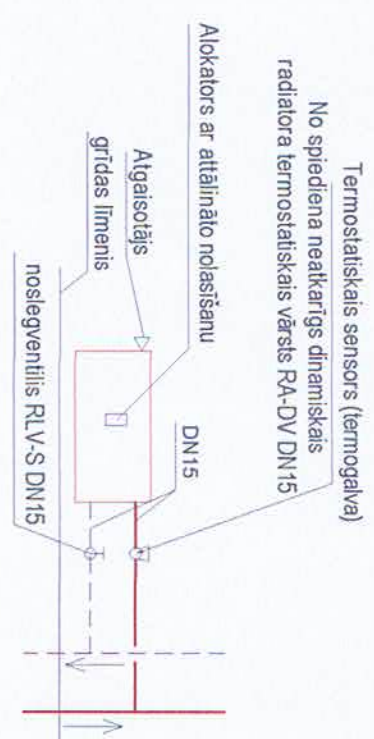 Termostatiskais sensors (termogalva)
No spiediena neatkarīgs dinamiskais
radiatora termostatiskais vārsts RA-DV DN15
Alokators ar attālināto nolasīšanu
Atgaisotājs
grīdas līmenis
DN15
noslegventilis RLV-S DN15